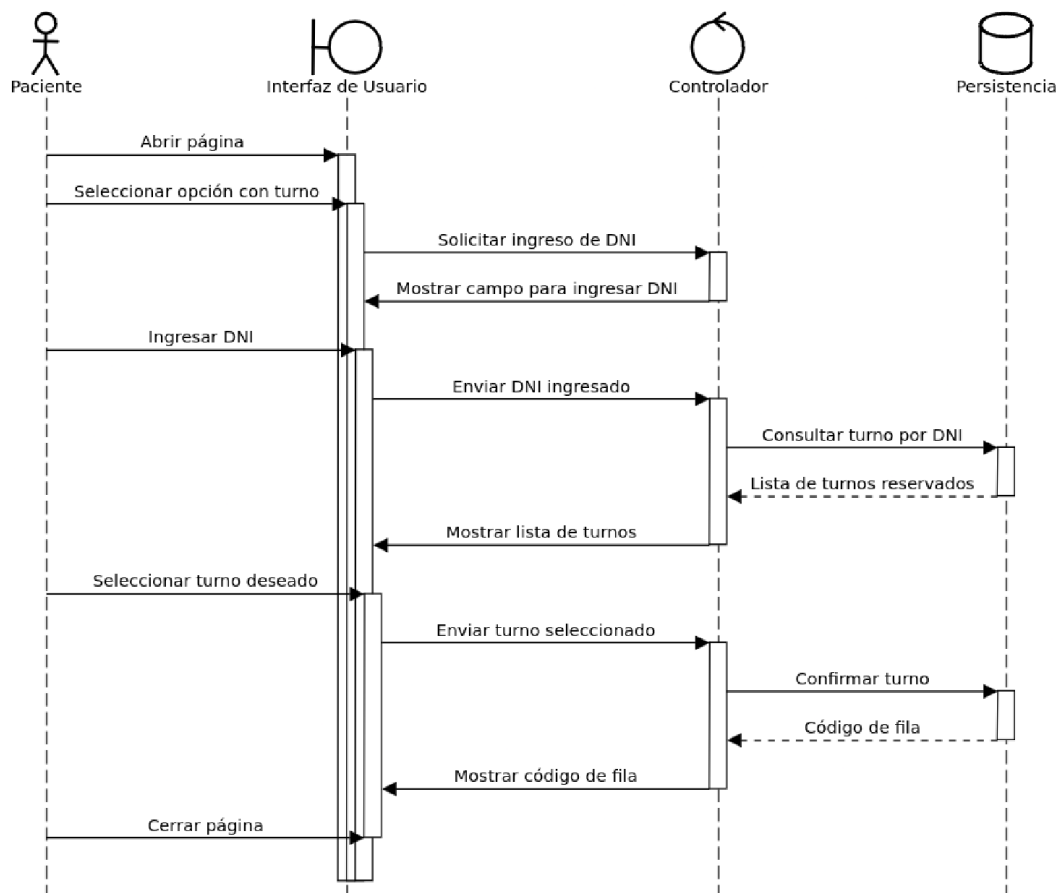 Paciente
Interfaz de Usuario
Controlador
Persistencia
Abrir página
Seleccionar opción con turno
Solicitar ingreso de DNI
Mostrar campo para ingresar DNI
Ingresar DNI
Enviar DNI ingresado
Consultar turno por DNI
Lista de turnos reservados
Mostrar lista de turnos
Seleccionar turno deseado
Enviar turno seleccionado
Confirmar turno
Código de fila
Mostrar código de fila
Cerrar página